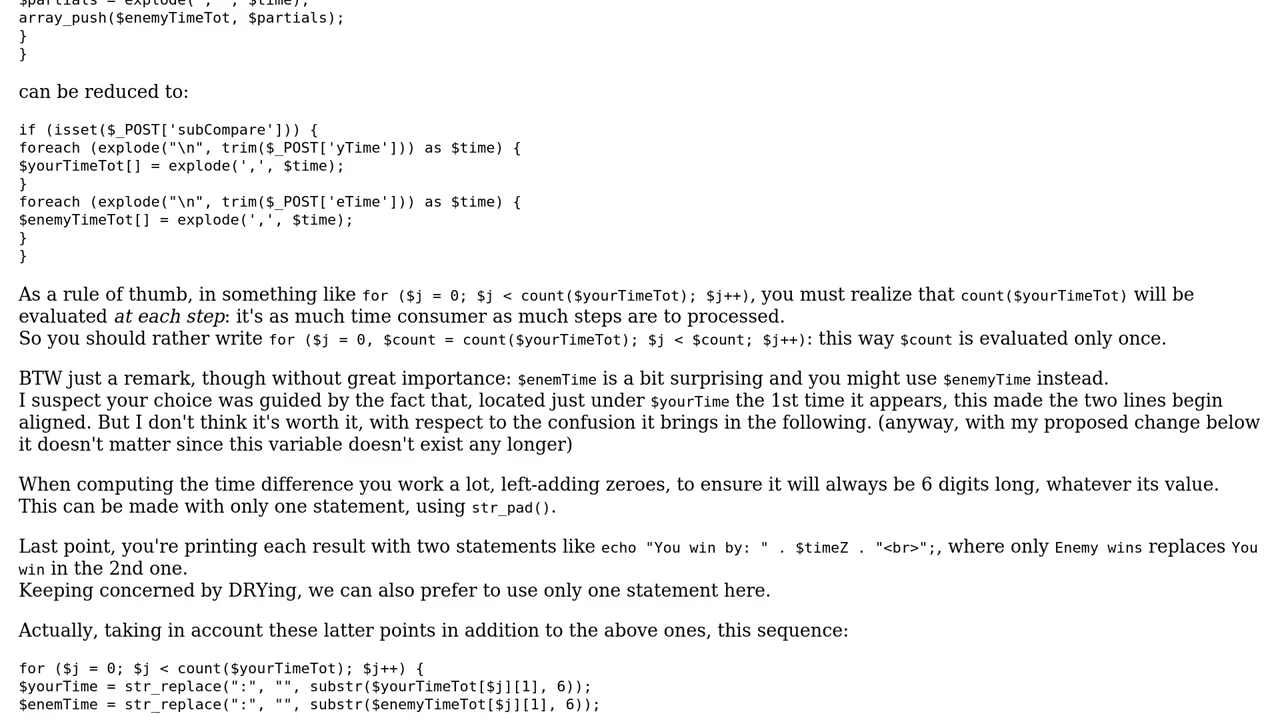 $partials = explode(',', $time);
array_push($enemyTimeTot, $partials);
}
}
can be reduced to:
if (isset($_POST['subCompare'])) {
foreach (explode("\n", trim($_POST['yTime'])) as $time) {
$yourTimeTot[] = explode(',', $time);
}
foreach (explode("\n", trim($_POST['eTime'])) as $time) {
$enemyTimeTot[] = explode(',', $time);
}
}
As a rule of thumb, in something like for ($j = 0; $j < count($yourTimeTot); $j++), you must realize that count($yourTimeTot) will be
evaluated at each step: it's as much time consumer as much steps are to processed.
So you should rather write for ($j = 0, $count = count($yourTimeTot); $j < $count; $j++): this way $count is evaluated only once.
BTW just a remark, though without great importance: $enemTime is a bit surprising and you might use $enemyTime instead.
I suspect your choice was guided by the fact that, located just under $yourTime the 1st time it appears, this made the two lines begin
aligned. But I don't think it's worth it, with respect to the confusion it brings in the following. (anyway, with my proposed change below
it doesn't matter since this variable doesn't exist any longer)
When computing the time difference you work a lot, left-adding zeroes, to ensure it will always be 6 digits long, whatever its value.
This can be made with only one statement, using str_pad().
Last point, you're printing each result with two statements like echo "You win by: " . $timeZ . "<br>";, where only Enemy wins replaces You
win in the 2nd one.
Keeping concerned by DRYing, we can also prefer to use only one statement here.
Actually, taking in account these latter points in addition to the above ones, this sequence:
for ($j = 0; $j < count($yourTimeTot); $j++) {
$yourTime = str_replace(":", "", substr($yourTimeTot[$j][1], 6));
$enemTime = str_replace(":", "", substr($enemyTimeTot[$j][1], 6));